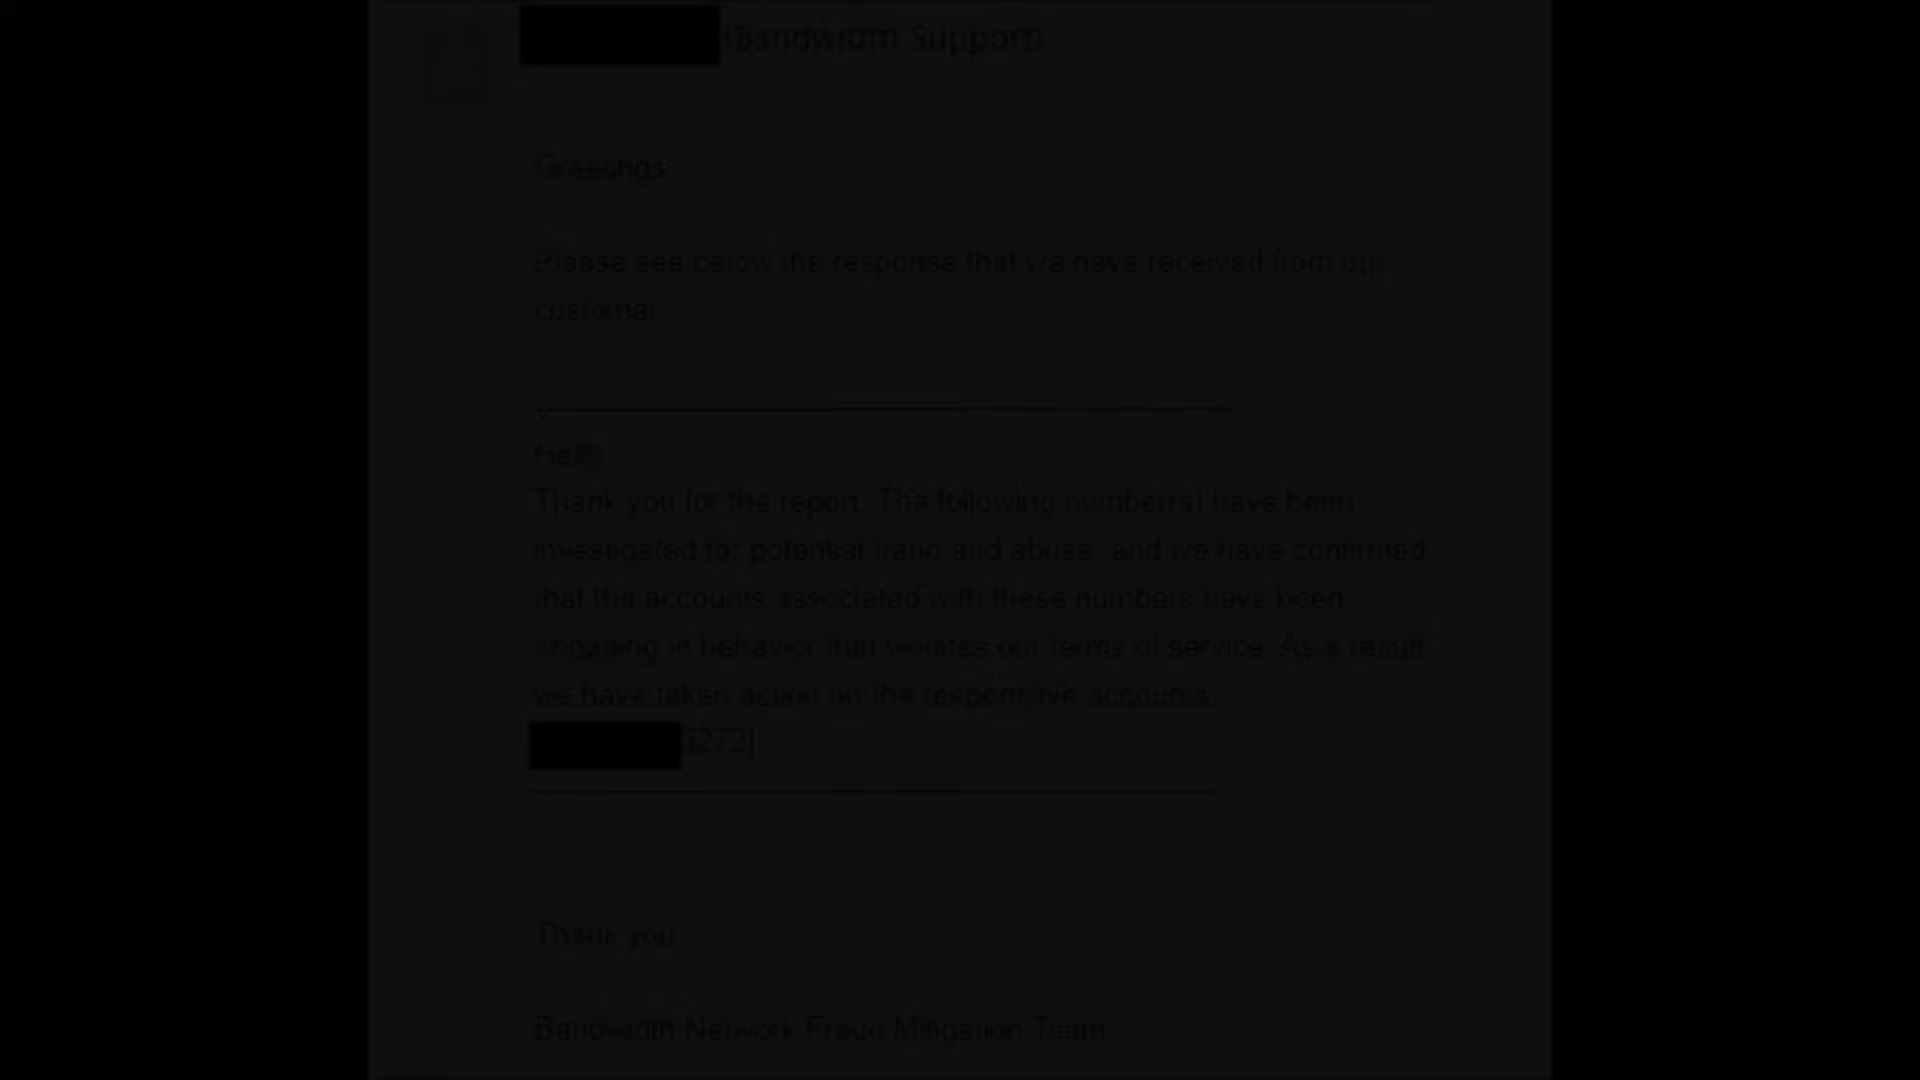 (Bandwidth Support)
Greetings,
Please see below the response that we have received from our
customer.
Hello,
Thank you for the report. The following number(s) have been
investigated for potential fraud and abuse, and we have confirmed
that the accounts associated with these numbers have been
engaging in behavior that violates our terms of service. As a result
we have taken action on the responsible accounts.
Thank you
Bandwidth Network Fraud Mitigation Team